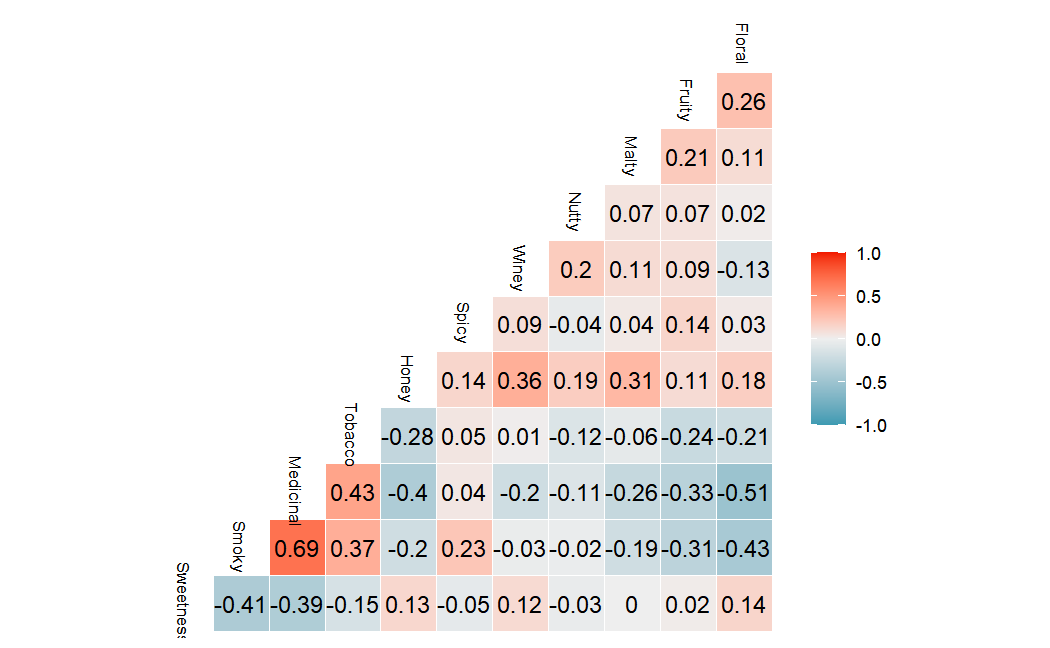 Floral
0.26
Fruity
0.21 0.11
Malty
0.07 0.07 0.02
Nutty
0.2 0.11 0.09 -0.13
Winey
0.09 -0.04 0.04 0.14 0.03
Spicy
0.14 0.36 0.19 0.31 0.11 0.18
Honey
-0.28 0.05 0.01 -0.12 -0.06 -0.24 -0.21
Tobacco
0.43 -0.4 0.04 -0.2 -0.11 -0.26 -0.33 -0.51
Medicinal
0.69 0.37 -0.2 0.23 -0.03 -0.02 -0.19 -0.31 -0.43
Smoky
-0.41 -0.39 -0.15 0.13 -0.05 0.12 -0.03 0 0.02 0.14
Sweetness
1.0
0.5
0.0
-0.5
-1.0